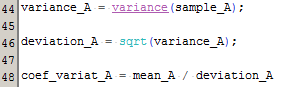 44 variance_A = variance(sample_A);
45
46 deviation_A = sqrt(variance_A);
47
48 coef_variat_A = mean_A / deviation_A